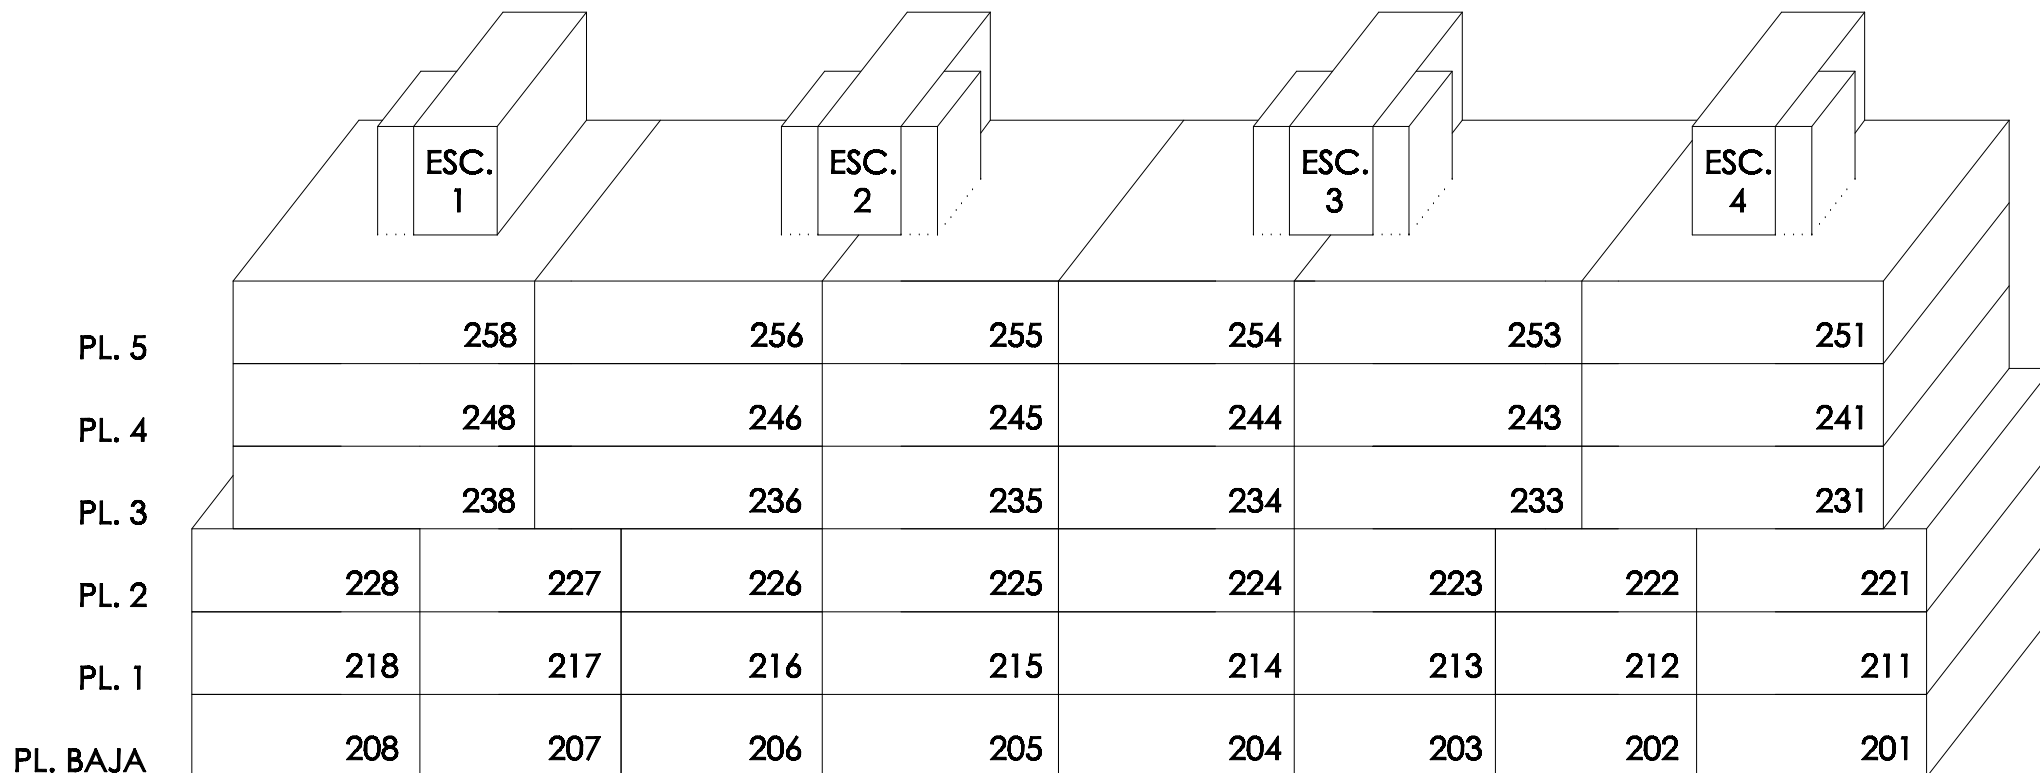 ESC. 1
ESC. 2
ESC. 3
ESC. 4
PL. 5 258 256 255 254 253 251
PL. 4 248 246 245 244 243 241
PL. 3 238 236 235 234 233 231
PL. 2 228 227 226 225 224 223 222 221
PL. 1 218 217 216 215 214 213 212 211
PL. BAJA 208 207 206 205 204 203 202 201